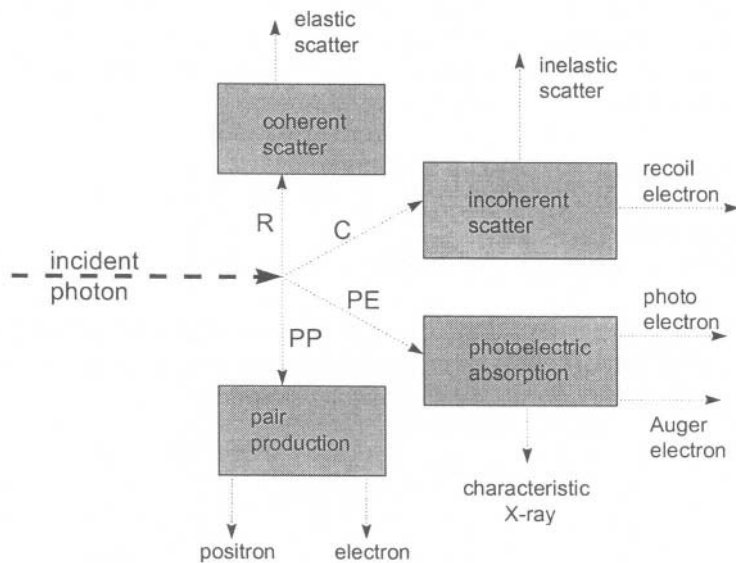 elastic
scatter
inelastic
scatter
coherent
scatter
recoil
electron
incoherent
scatter
R
C
incident
photon
PE
PP
photo
electron
photoelectric
absorption
pair
production
Auger
electron
characteristic
X-ray
positron
electron